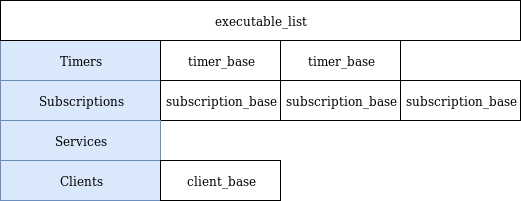 executable_list
Timers timer_base timer_base
Subscriptions subscription_base subscription_base subscription_base
Services
Clients client_base